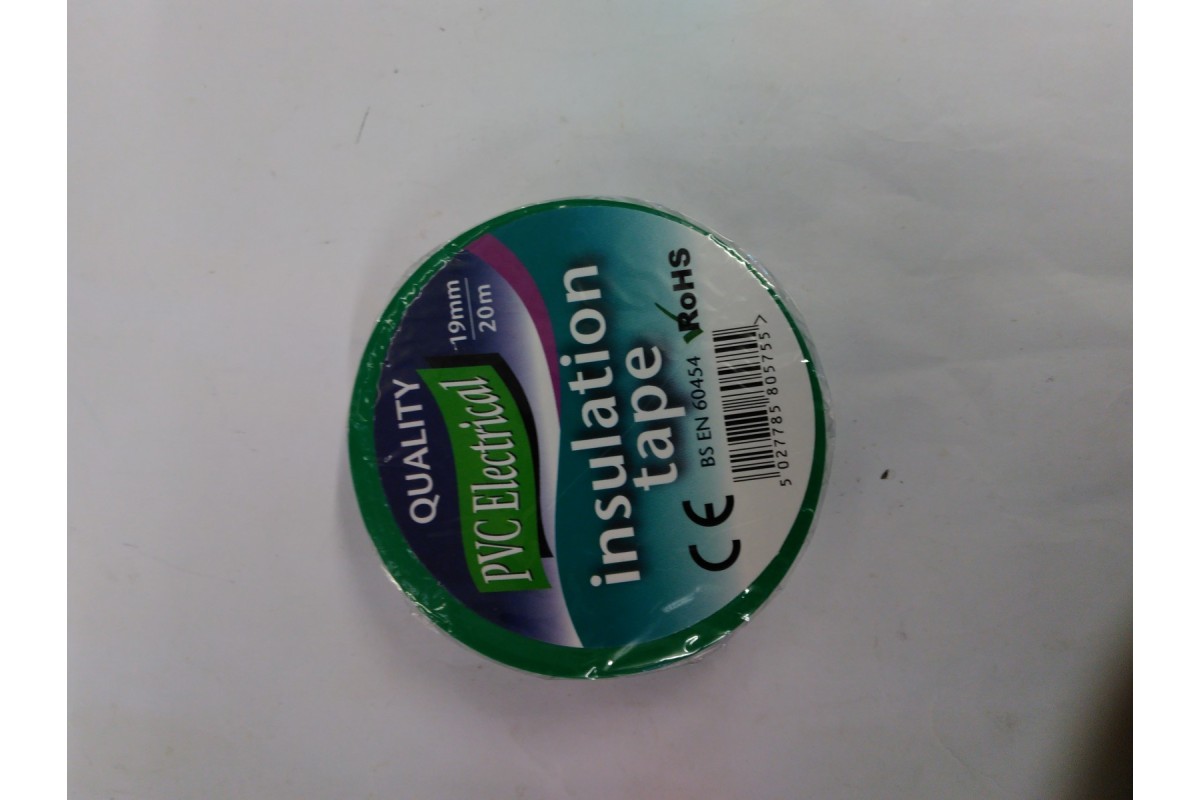 QUALITY
PVC Electrical
19mm
20m
insulation
tape
CE
BS EN 60454
RoHS
5 027785 805755 >